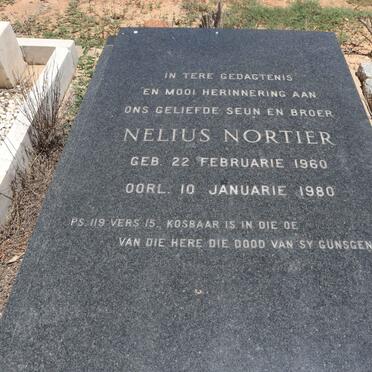 IN TERE GEDAGTENIS
EN MOOI HERINNERING AAN
ONS GELIEFDE SEUN EN BROER
NELIUS NORTIER
GEB. 22 FEBRUARIE 1960
OORL. 10 JANUARIE 1980
PS. 119 VERS 15. KOSBAAR IS IN DIE OË
VAN DIE HERE DIE DOOD VAN SY GUNSGEN